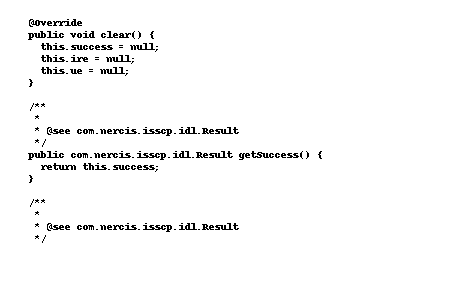 @Override
public void clear() {
  this.success = null;
  this.ire = null;
  this.ue = null;
}

/**
 *
 * @see com.nercis.isscp.idl.Result
 */
public com.nercis.isscp.idl.Result getSuccess() {
  return this.success;
}

/**
 *
 * @see com.nercis.isscp.idl.Result
 */